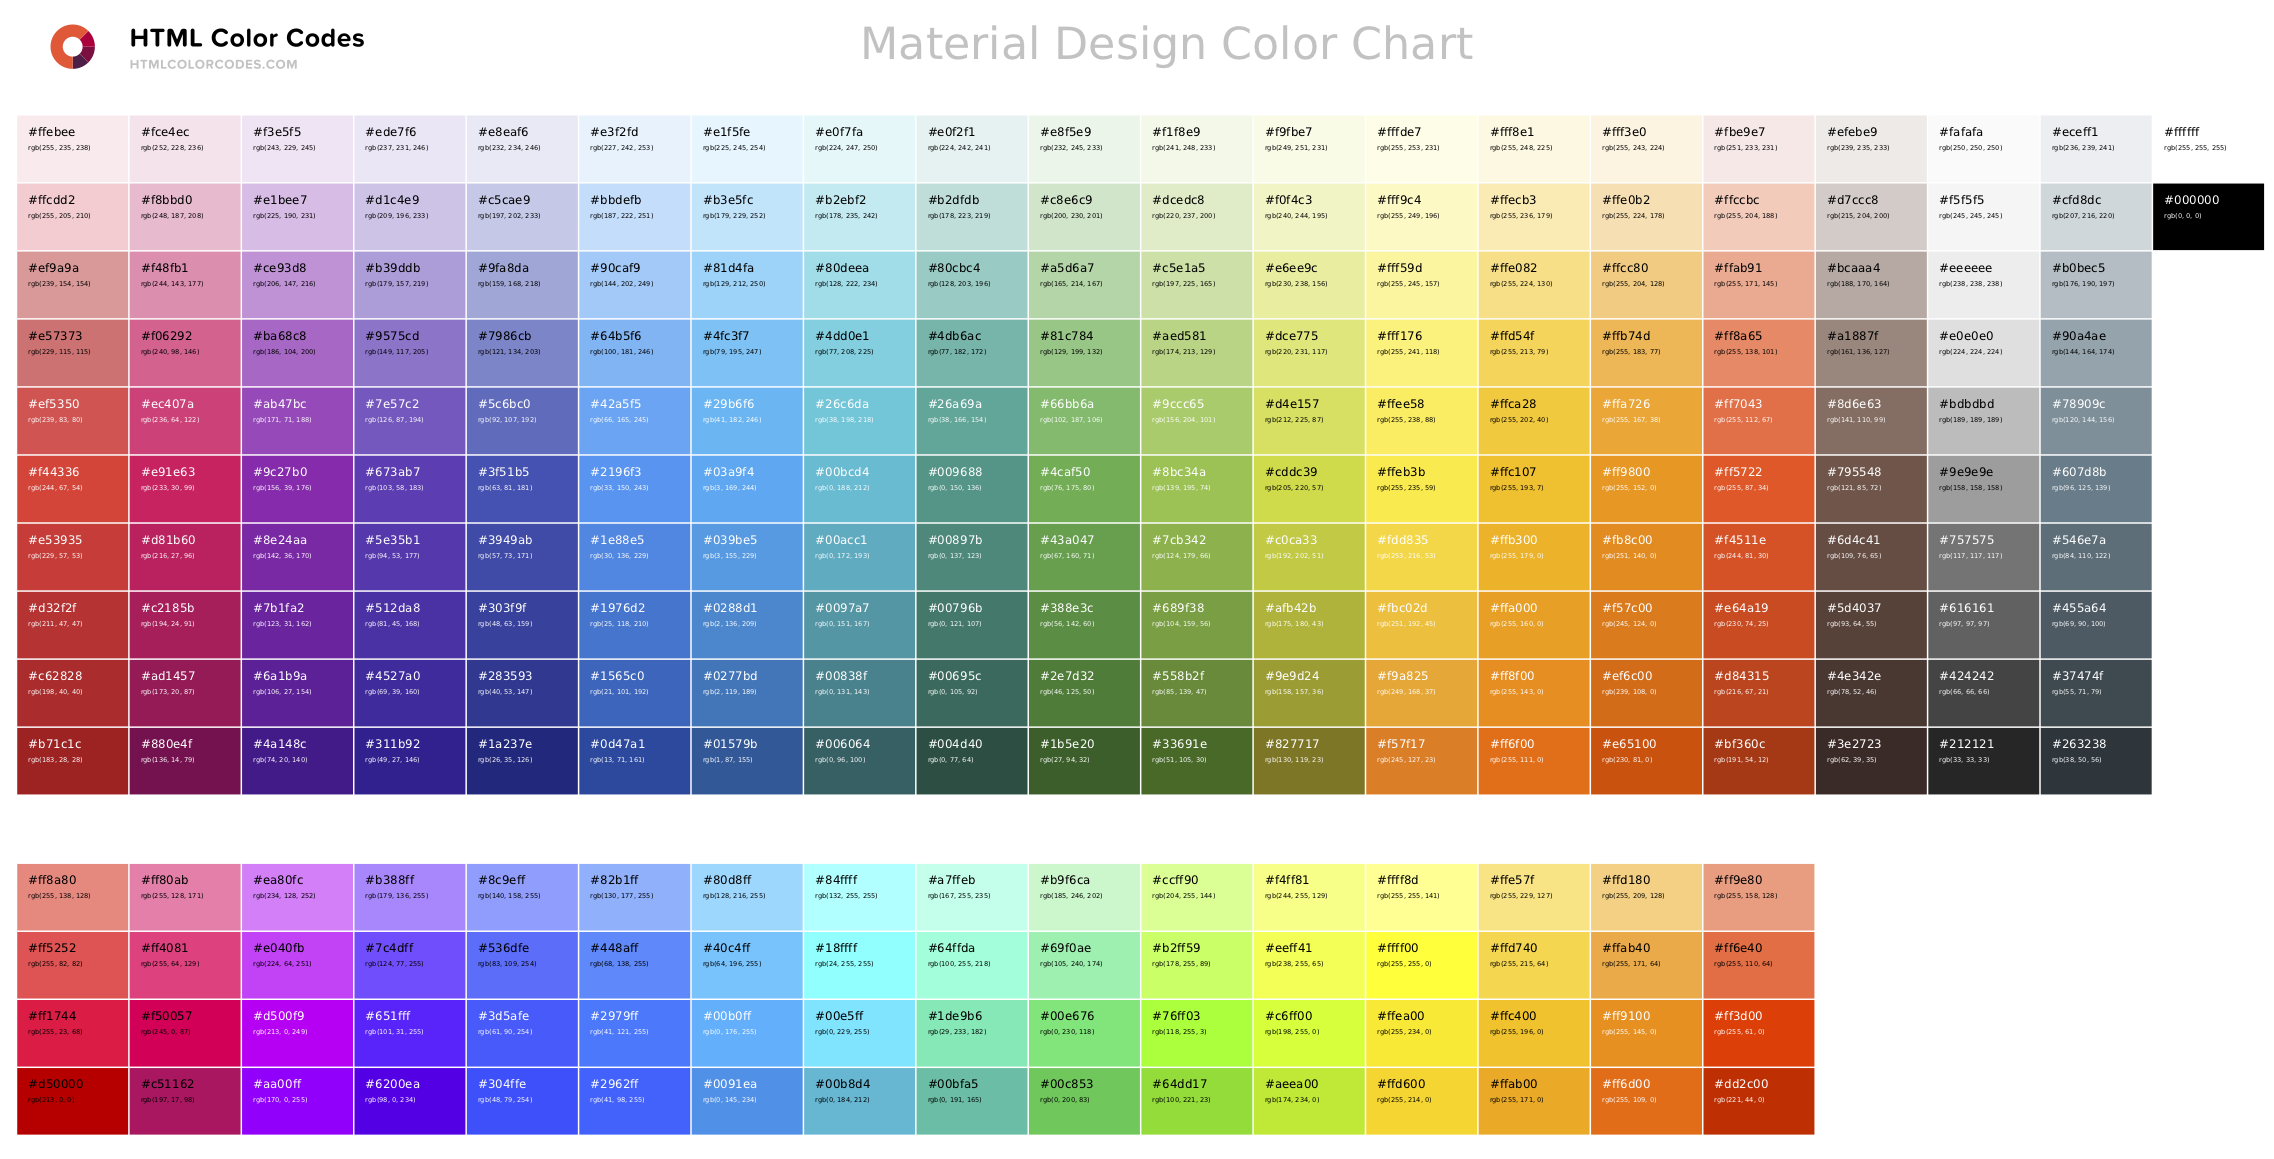 HTML Color Codes
HTMLCOLORCODES.COM
Material Design Color Chart
#ffebee #fce4ec #f3e5f5 #ede7f6 #e8eaf6 #e3f2fd #e1f5fe #e0f7fa #e0f2f1 #e8f5e9 #f1f8e9 #f9fbe7 #fffde7 #fff8e1 #fff3e0 #fbe9e7 #efebe9 #fafafa #eceff1 #ffffff
rgb(255, 235, 238) rgb(252, 228, 236) rgb(243, 229, 245) rgb(237, 231, 246) rgb(232, 234, 246) rgb(227, 242, 253) rgb(225, 245, 254) rgb(224, 247, 250) rgb(224, 242, 241) rgb(232, 245, 233) rgb(241, 248, 233) rgb(249, 251, 231) rgb(255, 253, 231) rgb(255, 248, 225) rgb(255, 243, 224) rgb(251, 233, 231) rgb(239, 235, 233) rgb(250, 250, 250) rgb(236, 239, 241) rgb(255, 255, 255)
#ffcdd2 #f8bbd0 #e1bee7 #d1c4e9 #c5cae9 #bbdefb #b3e5fc #b2ebf2 #b2dfdb #c8e6c9 #dcedc8 #f0f4c3 #fff9c4 #ffecb3 #ffe0b2 #ffccbc #d7ccc8 #f5f5f5 #cfd8dc #000000
rgb(255, 205, 210) rgb(248, 187, 208) rgb(225, 190, 231) rgb(209, 196, 233) rgb(197, 202, 233) rgb(187, 222, 251) rgb(179, 229, 252) rgb(178, 235, 242) rgb(178, 223, 219) rgb(200, 230, 201) rgb(220, 237, 200) rgb(240, 244, 195) rgb(255, 249, 196) rgb(255, 236, 179) rgb(255, 224, 178) rgb(255, 204, 188) rgb(215, 204, 200) rgb(245, 245, 245) rgb(207, 216, 220) rgb(0, 0, 0)
#ef9a9a #f48fb1 #ce93d8 #b39ddb #9fa8da #90caf9 #81d4fa #80deea #80cbc4 #a5d6a7 #c5e1a5 #e6ee9c #fff59d #ffe082 #ffcc80 #ffab91 #bcaaa4 #eeeeee #b0bec5
rgb(239, 154, 154) rgb(244, 143, 177) rgb(206, 147, 216) rgb(179, 157, 219) rgb(159, 168, 218) rgb(144, 202, 249) rgb(129, 212, 250) rgb(128, 222, 234) rgb(128, 203, 196) rgb(165, 214, 167) rgb(197, 225, 165) rgb(230, 238, 156) rgb(255, 245, 157) rgb(255, 224, 130) rgb(255, 204, 128) rgb(255, 171, 145) rgb(188, 170, 164) rgb(238, 238, 238) rgb(176, 190, 197)
#e57373 #f06292 #ba68c8 #9575cd #7986cb #64b5f6 #4fc3f7 #4dd0e1 #4db6ac #81c784 #aed581 #dce775 #fff176 #ffd54f #ffb74d #ff8a65 #a1887f #e0e0e0 #90a4ae
rgb(229, 115, 115) rgb(240, 98, 146) rgb(186, 104, 200) rgb(149, 117, 205) rgb(121, 134, 203) rgb(100, 181, 246) rgb(79, 195, 247) rgb(77, 208, 225) rgb(77, 182, 172) rgb(129, 199, 132) rgb(174, 213, 129) rgb(220, 231, 117) rgb(255, 241, 118) rgb(255, 213, 79) rgb(255, 183, 77) rgb(255, 138, 101) rgb(161, 136, 127) rgb(224, 224, 224) rgb(144, 164, 174)
#ef5350 #ec407a #ab47bc #7e57c2 #5c6bc0 #42a5f5 #29b6f6 #26c6da #26a69a #66bb6a #9ccc65 #d4e157 #ffee58 #ffca28 #ffa726 #ff7043 #8d6e63 #bdbdbd #78909c
rgb(239, 83, 80) rgb(236, 64, 122) rgb(171, 71, 188) rgb(126, 87, 194) rgb(92, 107, 192) rgb(66, 165, 245) rgb(41, 182, 246) rgb(38, 198, 218) rgb(38, 166, 154) rgb(102, 187, 106) rgb(156, 204, 101) rgb(212, 225, 87) rgb(255, 238, 88) rgb(255, 202, 40) rgb(255, 167, 38) rgb(255, 112, 67) rgb(141, 110, 99) rgb(189, 189, 189) rgb(120, 144, 156)
#f44336 #e91e63 #9c27b0 #673ab7 #3f51b5 #2196f3 #03a9f4 #00bcd4 #009688 #4caf50 #8bc34a #cddc39 #ffeb3b #ffc107 #ff9800 #ff5722 #795548 #9e9e9e #607d8b
rgb(244, 67, 54) rgb(233, 30, 99) rgb(156, 39, 176) rgb(103, 58, 183) rgb(63, 81, 181) rgb(33, 150, 243) rgb(3, 169, 244) rgb(0, 188, 212) rgb(0, 150, 136) rgb(76, 175, 80) rgb(139, 195, 74) rgb(205, 220, 57) rgb(255, 235, 59) rgb(255, 193, 7) rgb(255, 152, 0) rgb(255, 87, 34) rgb(121, 85, 72) rgb(158, 158, 158) rgb(96, 125, 139)
#e53935 #d81b60 #8e24aa #5e35b1 #3949ab #1e88e5 #039be5 #00acc1 #00897b #43a047 #7cb342 #c0ca33 #fdd835 #ffb300 #fb8c00 #f4511e #6d4c41 #757575 #546e7a
rgb(229, 57, 53) rgb(216, 27, 96) rgb(142, 36, 170) rgb(94, 53, 177) rgb(57, 73, 171) rgb(30, 136, 229) rgb(3, 155, 229) rgb(0, 172, 193) rgb(0, 137, 123) rgb(67, 160, 71) rgb(124, 179, 66) rgb(192, 202, 51) rgb(253, 216, 53) rgb(255, 179, 0) rgb(251, 140, 0) rgb(244, 81, 30) rgb(109, 76, 65) rgb(117, 117, 117) rgb(84, 110, 122)
#d32f2f #c2185b #7b1fa2 #512da8 #303f9f #1976d2 #0288d1 #0097a7 #00796b #388e3c #689f38 #afb42b #fbc02d #ffa000 #f57c00 #e64a19 #5d4037 #616161 #455a64
rgb(211, 47, 47) rgb(194, 24, 91) rgb(123, 31, 162) rgb(81, 45, 168) rgb(48, 63, 159) rgb(25, 118, 210) rgb(2, 136, 209) rgb(0, 151, 167) rgb(0, 121, 107) rgb(56, 142, 60) rgb(104, 159, 56) rgb(175, 180, 43) rgb(251, 192, 45) rgb(255, 160, 0) rgb(245, 124, 0) rgb(230, 74, 25) rgb(93, 64, 55) rgb(97, 97, 97) rgb(69, 90, 100)
#c62828 #ad1457 #6a1b9a #4527a0 #283593 #1565c0 #0277bd #00838f #00695c #2e7d32 #558b2f #9e9d24 #f9a825 #ff8f00 #ef6c00 #d84315 #4e342e #424242 #37474f
rgb(198, 40, 40) rgb(173, 20, 87) rgb(106, 27, 154) rgb(69, 39, 160) rgb(40, 53, 147) rgb(21, 101, 192) rgb(2, 119, 189) rgb(0, 131, 143) rgb(0, 105, 92) rgb(46, 125, 50) rgb(85, 139, 47) rgb(158, 157, 36) rgb(249, 168, 37) rgb(255, 143, 0) rgb(239, 108, 0) rgb(216, 67, 21) rgb(78, 52, 46) rgb(66, 66, 66) rgb(55, 71, 79)
#b71c1c #880e4f #4a148c #311b92 #1a237e #0d47a1 #01579b #006064 #004d40 #1b5e20 #33691e #827717 #f57f17 #ff6f00 #e65100 #bf360c #3e2723 #212121 #263238
rgb(183, 28, 28) rgb(136, 14, 79) rgb(74, 20, 140) rgb(49, 27, 146) rgb(26, 35, 126) rgb(13, 71, 161) rgb(1, 87, 155) rgb(0, 96, 100) rgb(0, 77, 64) rgb(27, 94, 32) rgb(51, 105, 30) rgb(130, 119, 23) rgb(245, 127, 23) rgb(255, 111, 0) rgb(230, 81, 0) rgb(191, 54, 12) rgb(62, 39, 35) rgb(33, 33, 33) rgb(38, 50, 56)
#ff8a80 #ff80ab #ea80fc #b388ff #8c9eff #82b1ff #80d8ff #84ffff #a7ffeb #b9f6ca #ccff90 #f4ff81 #ffff8d #ffe57f #ffd180 #ff9e80
rgb(255, 138, 128) rgb(255, 128, 171) rgb(234, 128, 252) rgb(179, 136, 255) rgb(140, 158, 255) rgb(130, 177, 255) rgb(128, 216, 255) rgb(132, 255, 255) rgb(167, 255, 235) rgb(185, 246, 202) rgb(204, 255, 144) rgb(244, 255, 129) rgb(255, 255, 141) rgb(255, 229, 127) rgb(255, 209, 128) rgb(255, 158, 128)
#ff5252 #ff4081 #e040fb #7c4dff #536dfe #448aff #40c4ff #18ffff #64ffda #69f0ae #b2ff59 #eeff41 #ffff00 #ffd740 #ffab40 #ff6e40
rgb(255, 82, 82) rgb(255, 64, 129) rgb(224, 64, 251) rgb(124, 77, 255) rgb(83, 109, 254) rgb(68, 138, 255) rgb(64, 196, 255) rgb(24, 255, 255) rgb(100, 255, 218) rgb(105, 240, 174) rgb(178, 255, 89) rgb(238, 255, 65) rgb(255, 255, 0) rgb(255, 215, 64) rgb(255, 171, 64) rgb(255, 110, 64)
#ff1744 #f50057 #d500f9 #651fff #3d5afe #2979ff #00b0ff #00e5ff #1de9b6 #00e676 #76ff03 #c6ff00 #ffea00 #ffc400 #ff9100 #ff3d00
rgb(255, 23, 68) rgb(245, 0, 87) rgb(213, 0, 249) rgb(101, 31, 255) rgb(61, 90, 254) rgb(41, 121, 255) rgb(0, 176, 255) rgb(0, 229, 255) rgb(29, 233, 182) rgb(0, 230, 118) rgb(118, 255, 3) rgb(198, 255, 0) rgb(255, 234, 0) rgb(255, 196, 0) rgb(255, 145, 0) rgb(255, 61, 0)
#d50000 #c51162 #aa00ff #6200ea #304ffe #2962ff #0091ea #00b8d4 #00bfa5 #00c853 #64dd17 #aeea00 #ffd600 #ffab00 #ff6d00 #dd2c00
rgb(213, 0, 0) rgb(197, 17, 98) rgb(170, 0, 255) rgb(98, 0, 234) rgb(48, 79, 254) rgb(41, 98, 255) rgb(0, 145, 234) rgb(0, 184, 212) rgb(0, 191, 165) rgb(0, 200, 83) rgb(100, 221, 23) rgb(174, 234, 0) rgb(255, 214, 0) rgb(255, 171, 0) rgb(255, 109, 0) rgb(221, 44, 0)